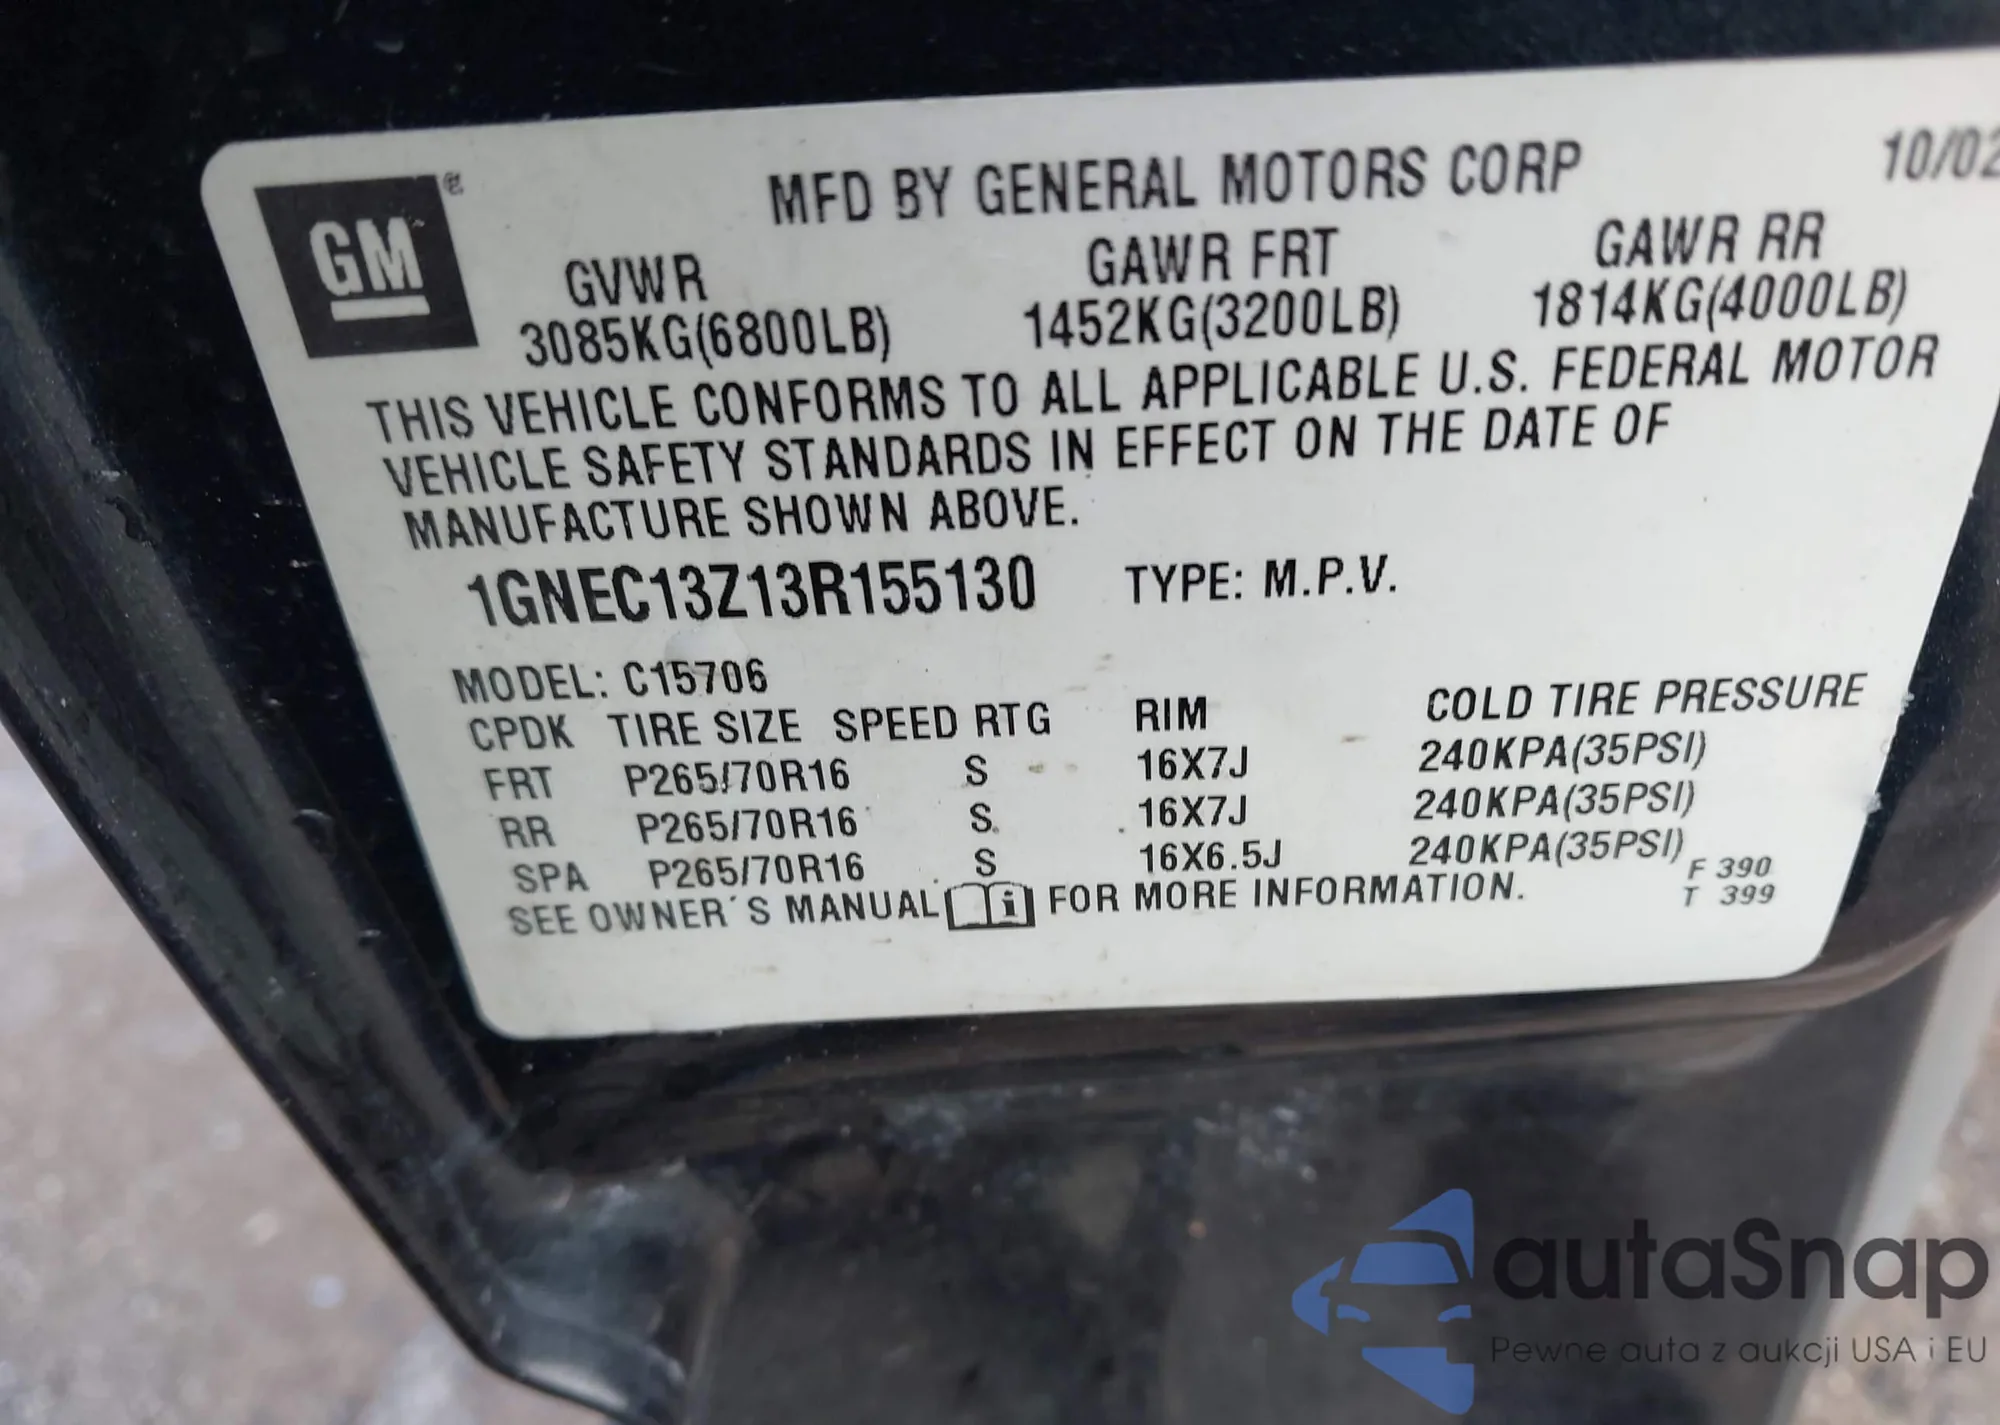 MFD BY GENERAL MOTORS CORP 10/02
GM
GVWR GAWR FRT GAWR RR
3085KG(6800LB) 1452KG(3200LB) 1814KG(4000LB)
THIS VEHICLE CONFORMS TO ALL APPLICABLE U.S. FEDERAL MOTOR
VEHICLE SAFETY STANDARDS IN EFFECT ON THE DATE OF
MANUFACTURE SHOWN ABOVE.
1GNEC13Z13R155130 TYPE: M.P.V.
MODEL: C15706
CPDK TIRE SIZE SPEED RTG RIM COLD TIRE PRESSURE
FRT P265/70R16 S 16X7J 240KPA(35PSI)
RR P265/70R16 S 16X7J 240KPA(35PSI)
SPA P265/70R16 S 16X6.5J 240KPA(35PSI)
F 390
SEE OWNER´S MANUAL i FOR MORE INFORMATION. T 399
autaSnap
Pewne auta z aukcji USA i EU